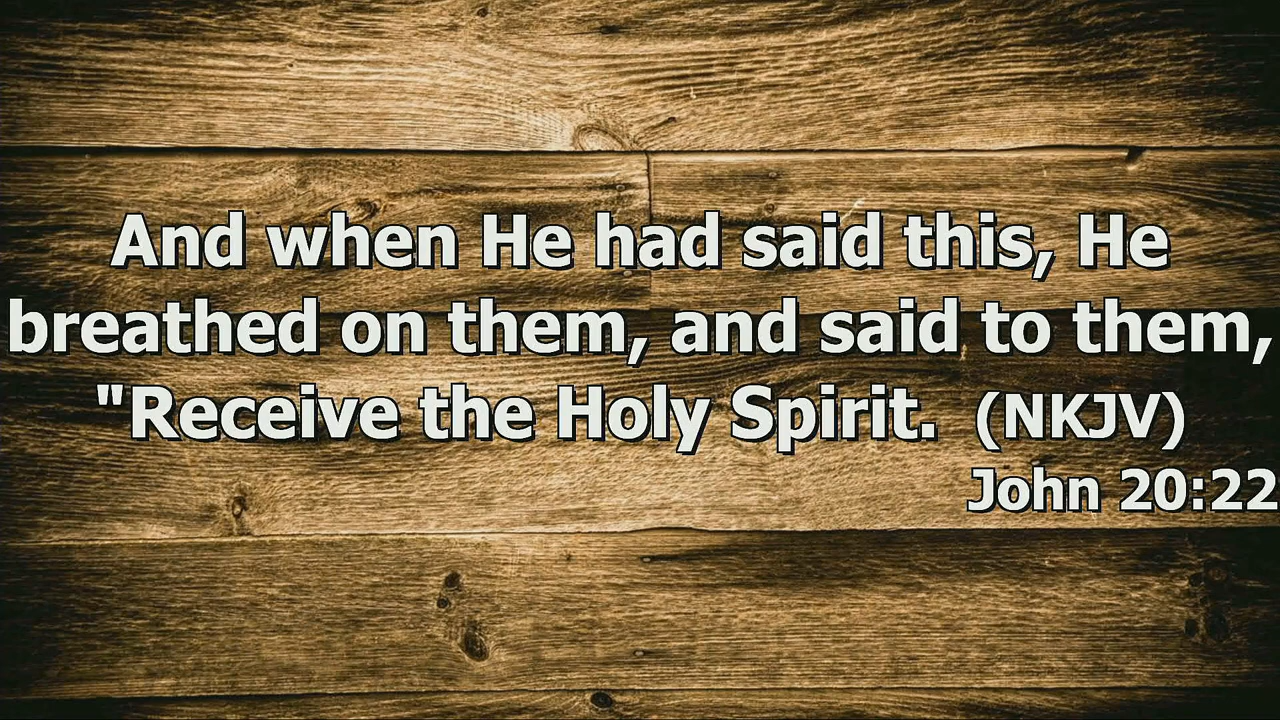 And when He had said this, He
breathed on them, and said to them,
"Receive the Holy Spirit. (NKJV)
John 20:22